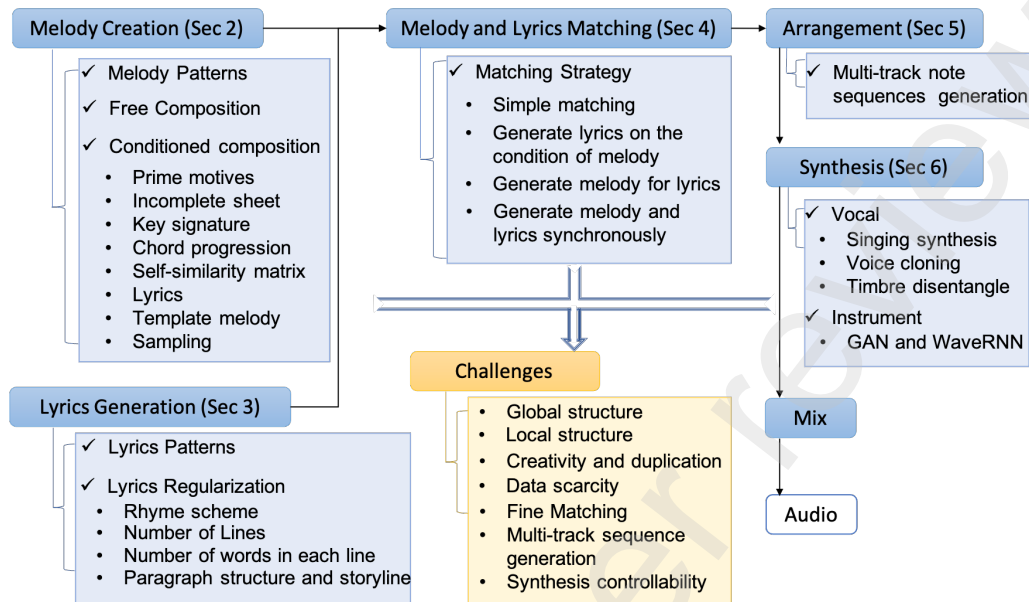 Melody Creation (Sec 2)
✓ Melody Patterns
✓ Free Composition
✓ Conditioned composition
• Prime motives
• Incomplete sheet
• Key signature
• Chord progression
• Self-similarity matrix
• Lyrics
• Template melody
• Sampling
Lyrics Generation (Sec 3)
✓ Lyrics Patterns
✓ Lyrics Regularization
• Rhyme scheme
• Number of Lines
• Number of words in each line
• Paragraph structure and storyline
Melody and Lyrics Matching (Sec 4)
✓ Matching Strategy
• Simple matching
• Generate lyrics on the
condition of melody
• Generate melody for lyrics
• Generate melody and
lyrics synchronously
Challenges
• Global structure
• Local structure
• Creativity and duplication
• Data scarcity
• Fine Matching
• Multi-track sequence
generation
• Synthesis controllability
Arrangement (Sec 5)
✓ Multi-track note
sequences generation
Synthesis (Sec 6)
✓ Vocal
• Singing synthesis
• Voice cloning
• Timbre disentangle
✓ Instrument
• GAN and WaveRNN
Mix
Audio
er review